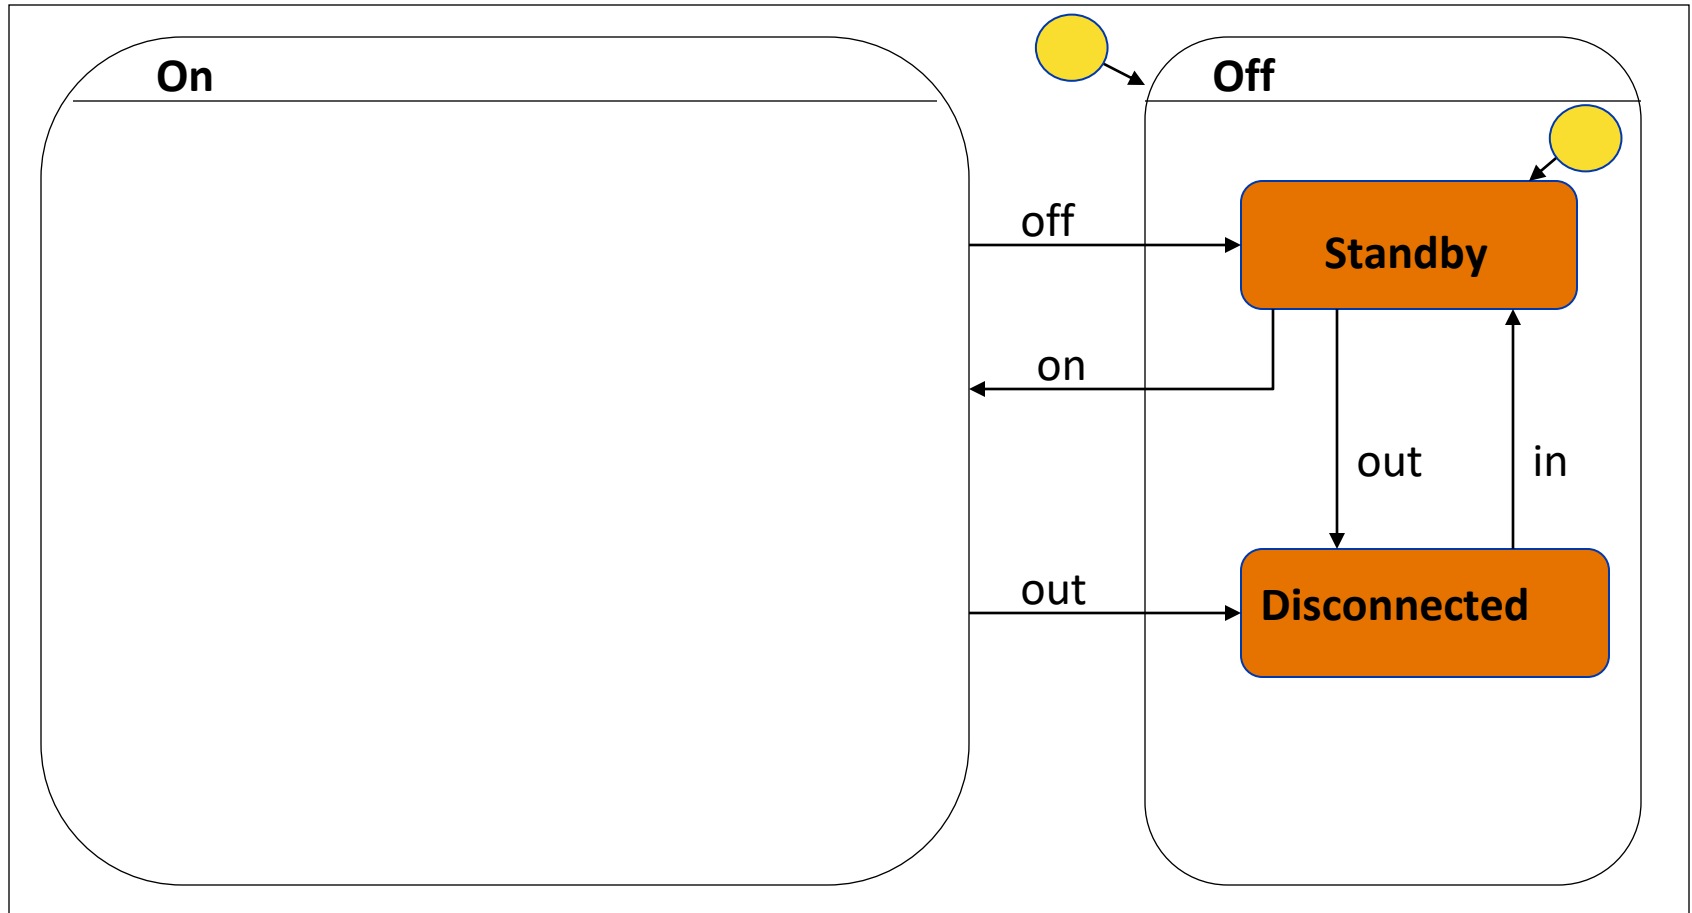 On
Off
off
Standby
on
out
in
out
Disconnected